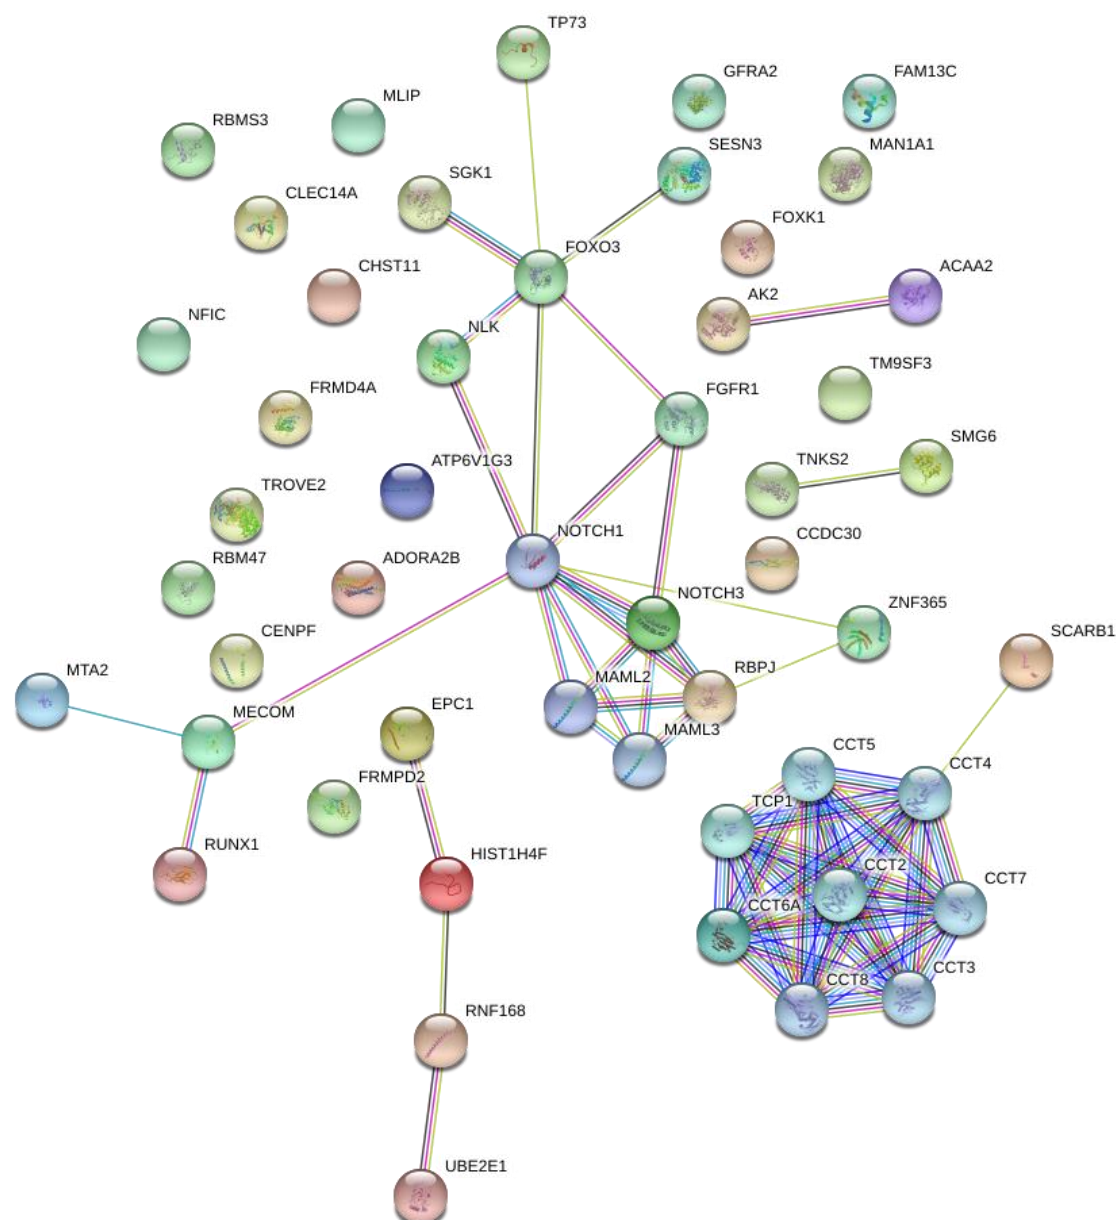 TP73
GFRA2
FAM13C
MLIP
RBMS3
SESN3
MAN1A1
SGK1
CLEC14A
FOXK1
FOXO3
CHST11
ACAA2
AK2
NFIC
NLK
TM9SF3
FRMD4A
FGFR1
SMG6
ATP6V1G3
TNKS2
TROVE2
NOTCH1
CCDC30
RBM47
ADORA2B
NOTCH3
ZNF365
SCARB1
CENPF
MTA2
RBPJ
MAML2
EPC1
MECOM
MAML3
CCT5
CCT4
FRMPD2
TCP1
RUNX1
HIST1H4F
CCT2
CCT7
CCT6A
CCT3
CCT8
RNF168
UBE2E1